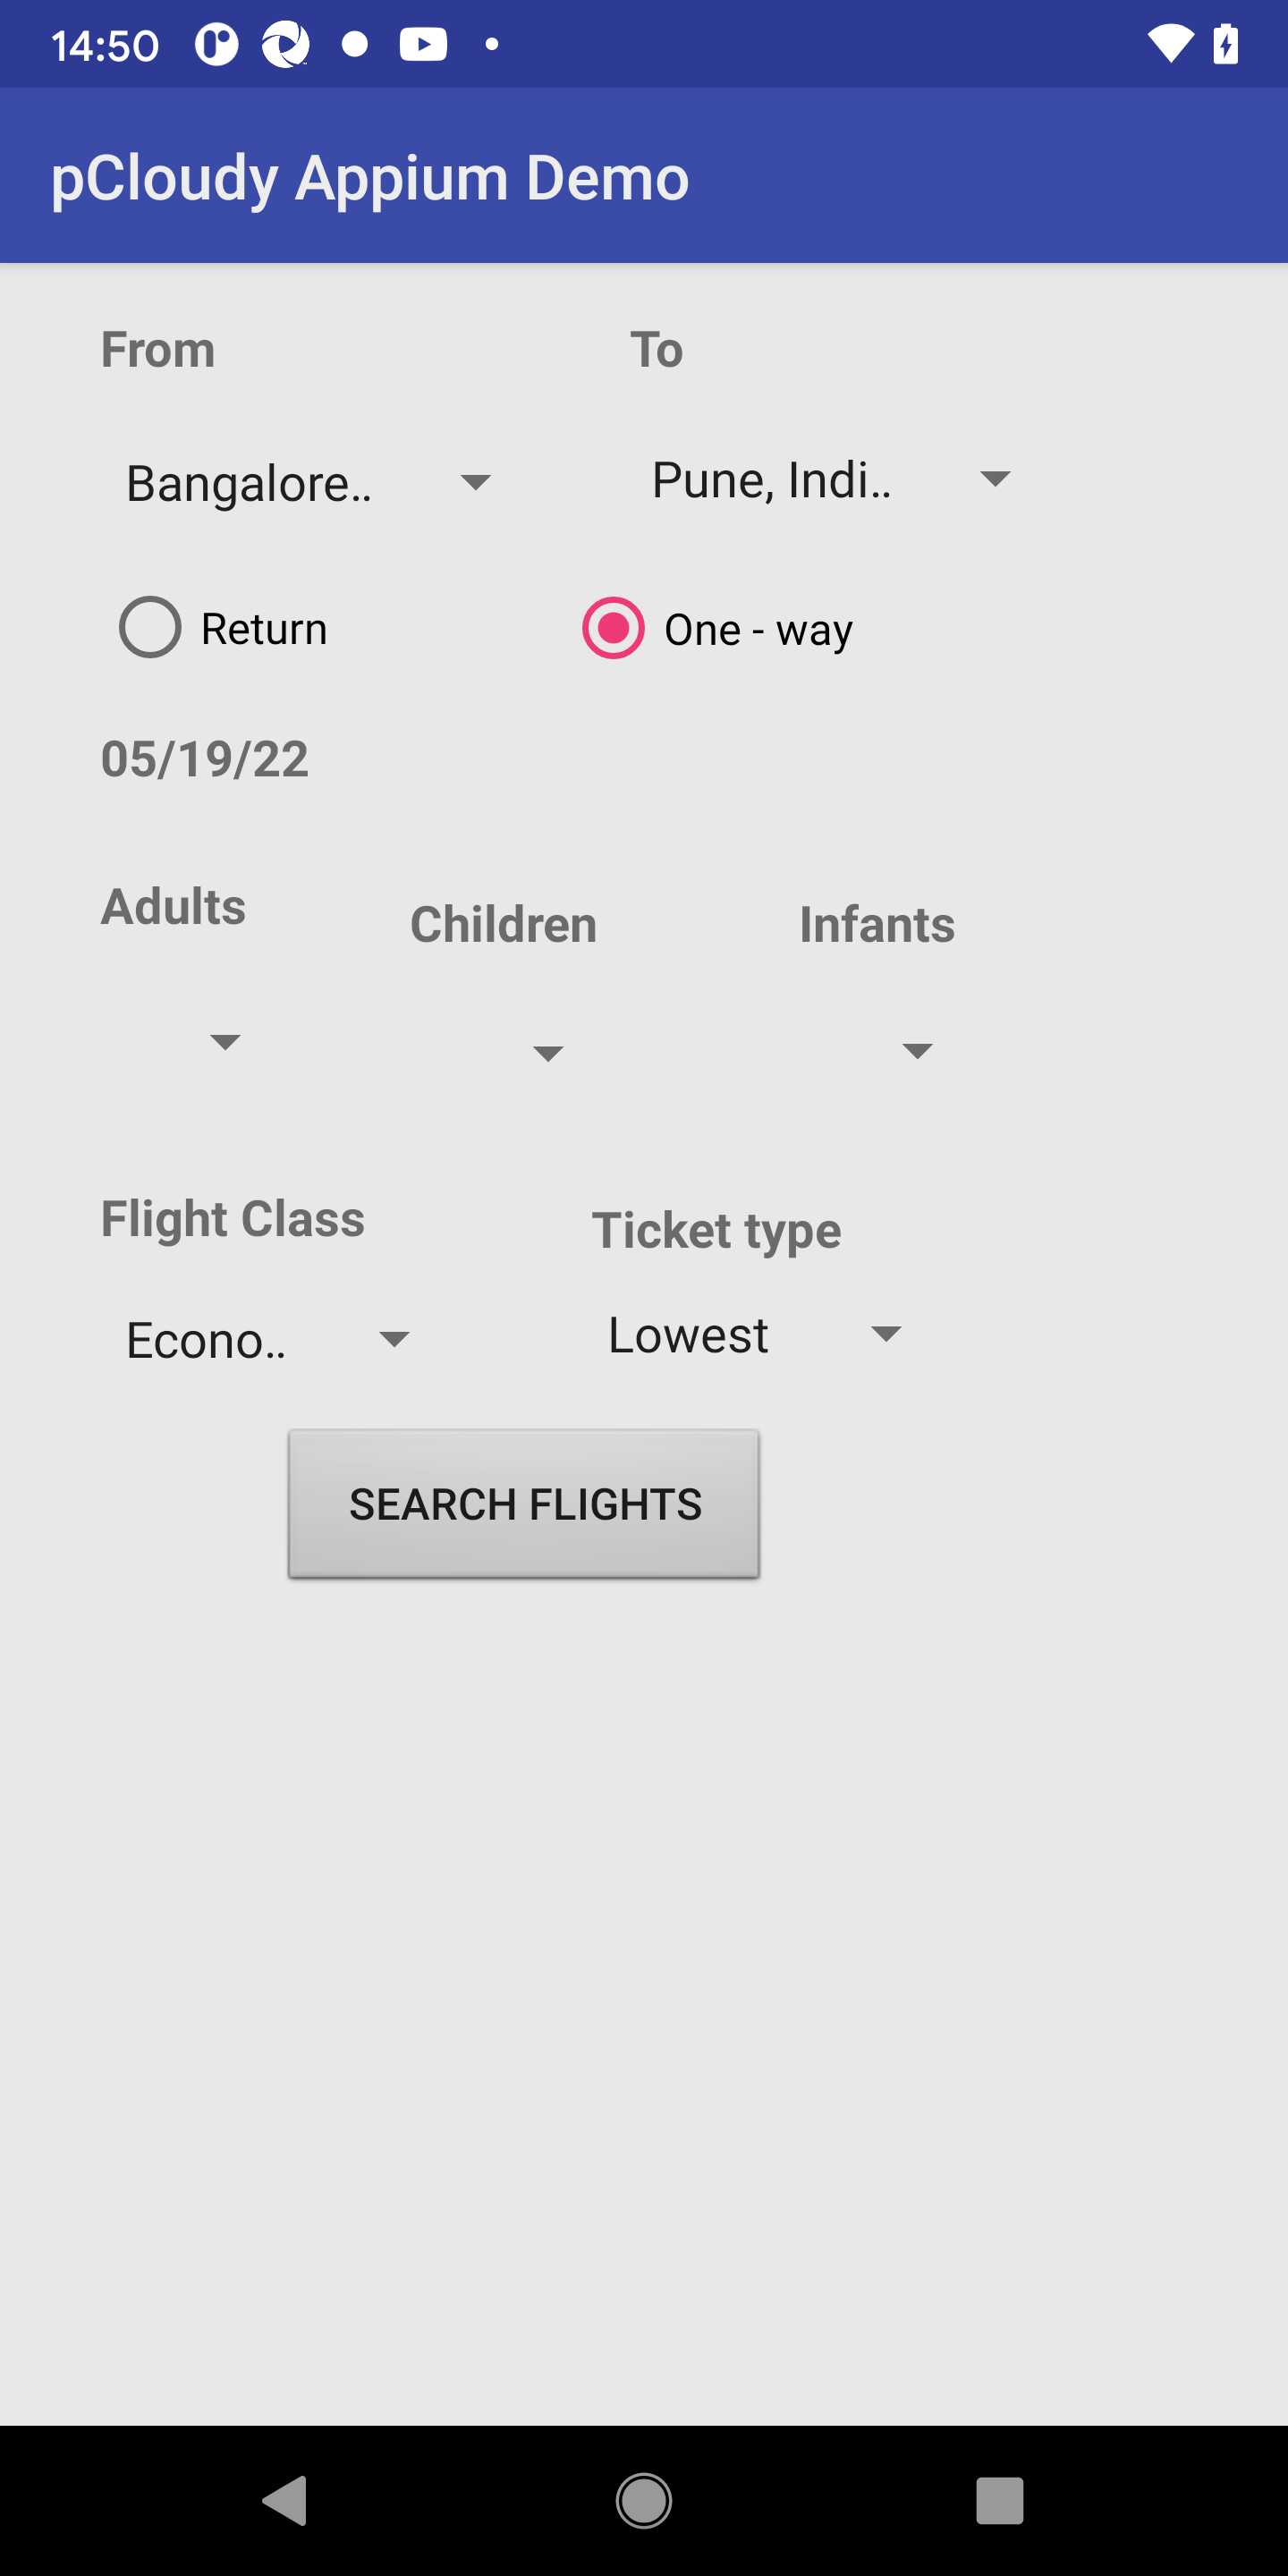 14:50
pCloudy Appium Demo
From To
Bangalore.. Pune, Indi..
Return One - way
05/19/22
Adults Children Infants
Flight Class Ticket type
Econo.. Lowest
SEARCH FLIGHTS